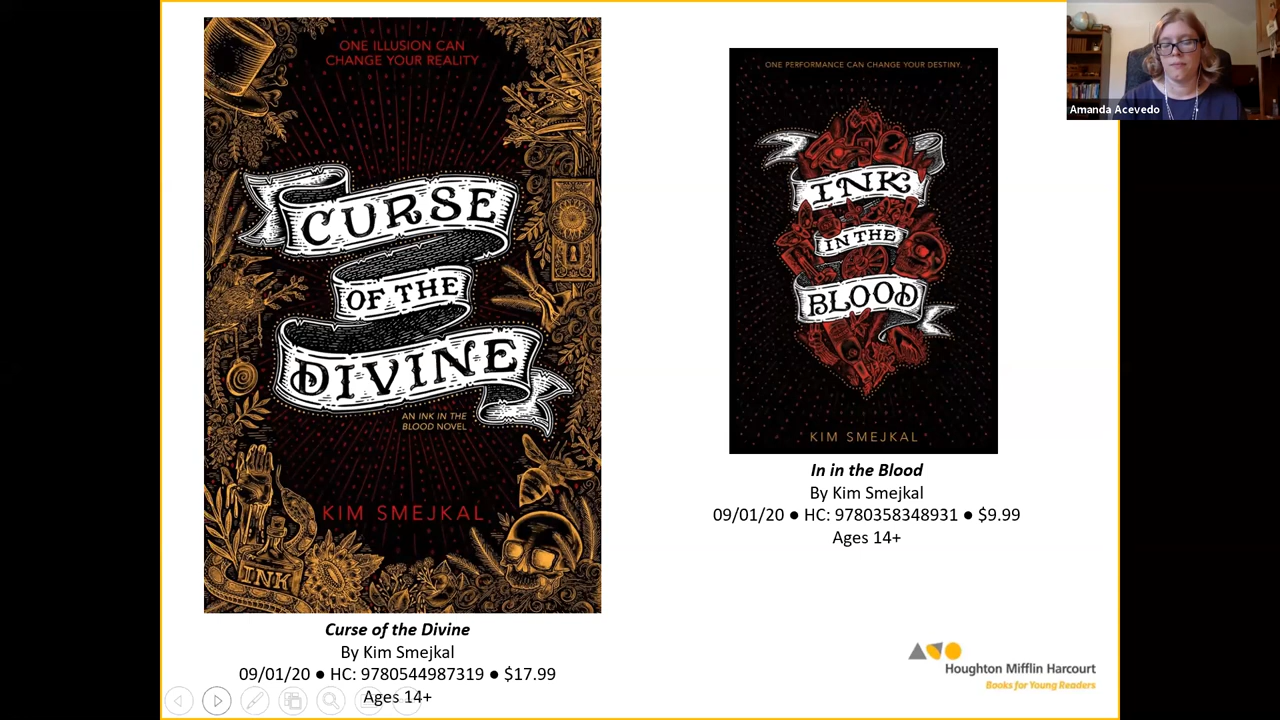 ONE ILLUSION CAN
CHANGE YOUR REALITY
CURSE
OF THE
DIVINE
AN INK IN THE
BLOOD NOVEL
KIM SMEJKAL
INK
Curse of the Divine
By Kim Smejkal
09/01/20 ● HC: 9780544987319 ● $17.99
Ages 14+
ONE PERFORMANCE CAN CHANGE YOUR DESTINY.
INK
IN THE
BLOOD
KIM SMEJKAL
In in the Blood
By Kim Smejkal
09/01/20 ● HC: 9780358348931 ● $9.99
Ages 14+
Houghton Mifflin Harcourt
Books for Young Readers
Amanda Acevedo